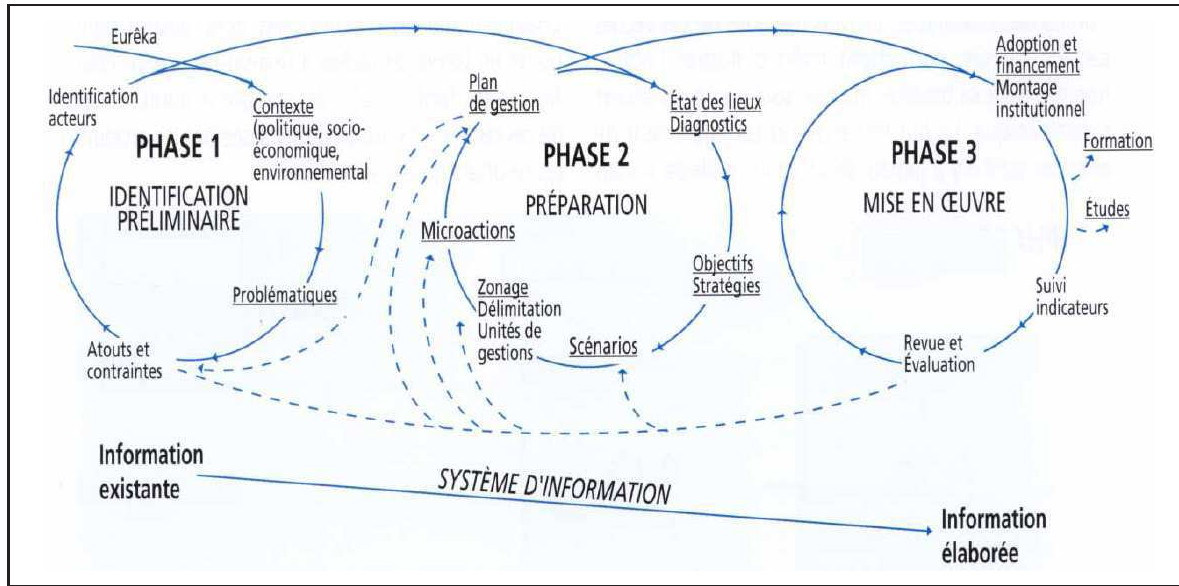 Eurêka
Identification
acteurs
Contexte
(politique, socio-
économique,
environnemental
PHASE 1
IDENTIFICATION
PRÉLIMINAIRE
Problématiques
Atouts et
contraintes
Plan
de gestion
État des lieux
Diagnostics
PHASE 2
PRÉPARATION
Microactions
Objectifs
Stratégies
Zonage
Délimitation
Unités de
gestions
Scénarios
Adoption et
financement
Montage
institutionnel
PHASE 3
MISE EN ŒUVRE
Formation
Études
Suivi
indicateurs
Revue et
Évaluation
Information
existante
SYSTÈME D'INFORMATION
Information
élaborée